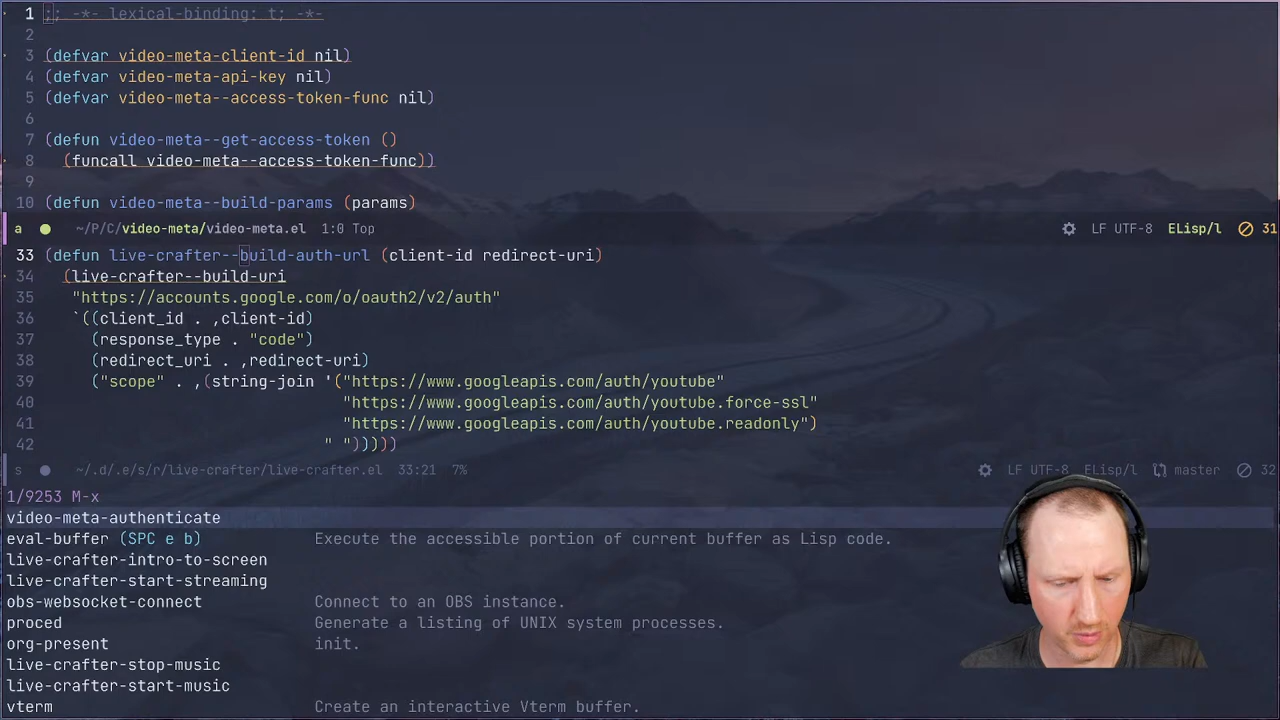 1 ;; -*- lexical-binding: t; -*-
2
3 (defvar video-meta-client-id nil)
4 (defvar video-meta-api-key nil)
5 (defvar video-meta--access-token-func nil)
6
7 (defun video-meta--get-access-token ()
8 (funcall video-meta--access-token-func))
9
10 (defun video-meta--build-params (params)
a ~/P/C/video-meta/video-meta.el 1:0 Top LF UTF-8 ELisp/l 31
33 (defun live-crafter--build-auth-url (client-id redirect-uri)
34 (live-crafter--build-uri
35 "https://accounts.google.com/o/oauth2/v2/auth"
36 `((client_id . ,client-id)
37 (response_type . "code")
38 (redirect_uri . ,redirect-uri)
39 ("scope" . ,(string-join '("https://www.googleapis.com/auth/youtube"
40 "https://www.googleapis.com/auth/youtube.force-ssl"
41 "https://www.googleapis.com/auth/youtube.readonly")
42 " ")))))
s ~/.d/.e/s/r/live-crafter/live-crafter.el 33:21 7% LF UTF-8 ELisp/l master 32
1/9253 M-x
video-meta-authenticate
eval-buffer (SPC e b) Execute the accessible portion of current buffer as Lisp code.
live-crafter-intro-to-screen
live-crafter-start-streaming
obs-websocket-connect Connect to an OBS instance.
proced Generate a listing of UNIX system processes.
org-present init.
live-crafter-stop-music
live-crafter-start-music
vterm Create an interactive Vterm buffer.